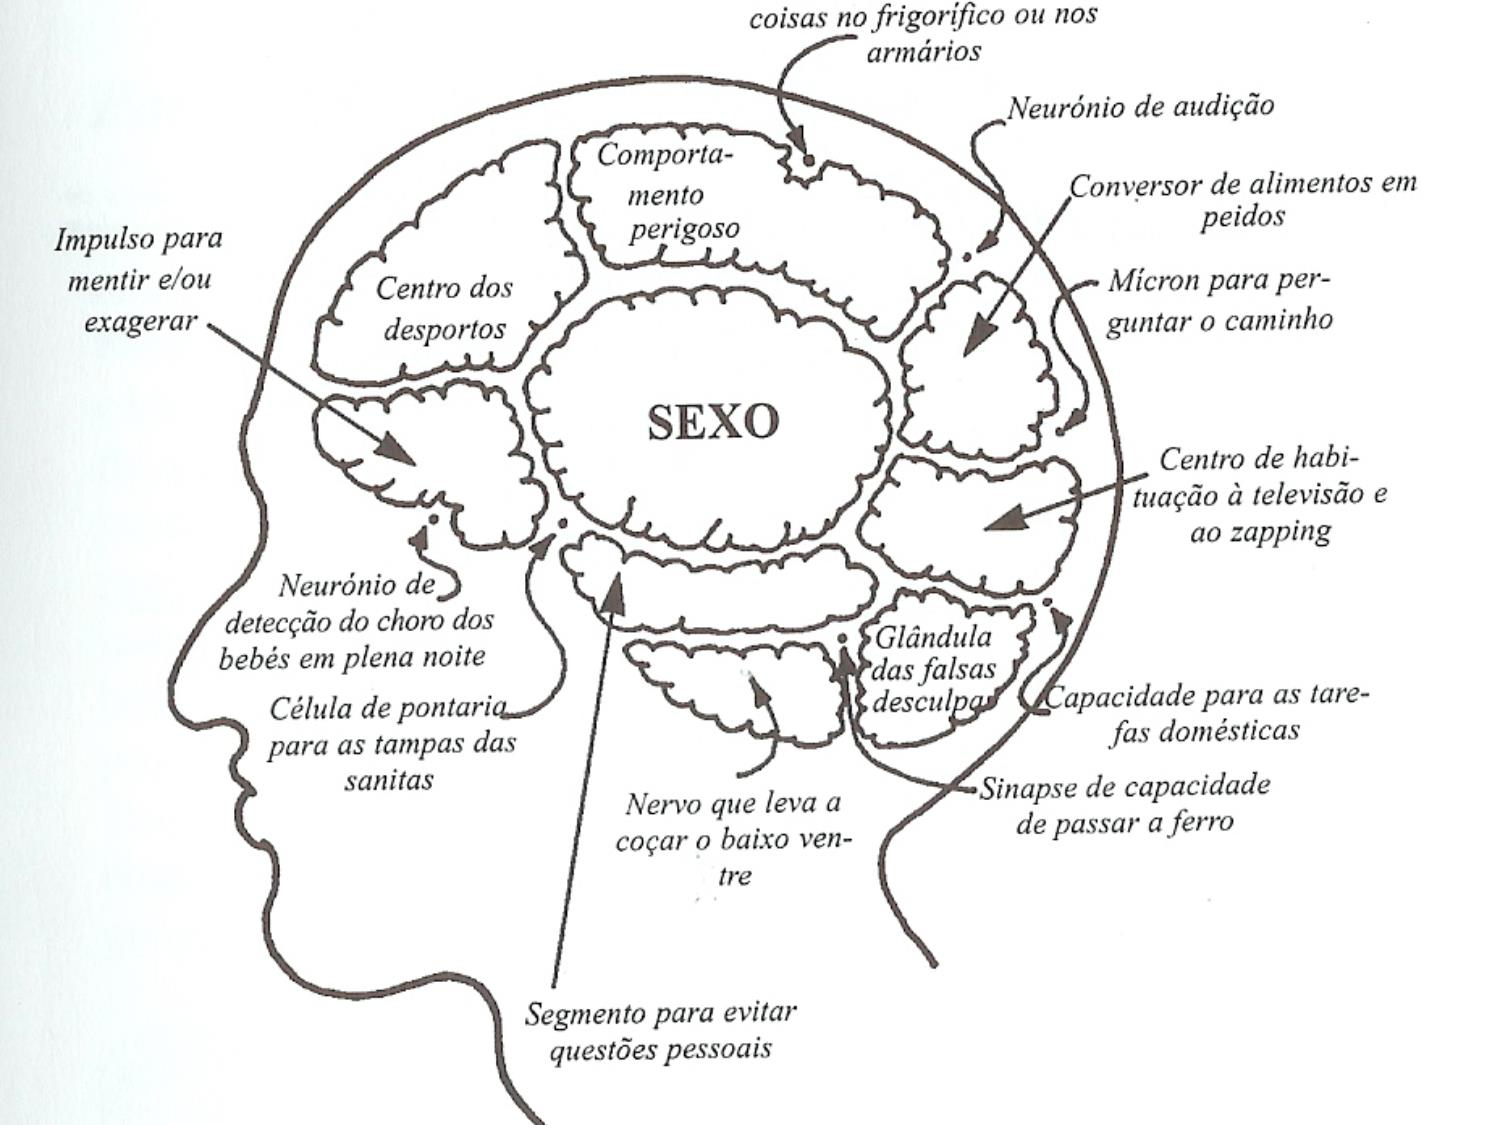 coisas no frigorífico ou nos
armários
Neurónio de audição
Conversor de alimentos em
peidos
Mícron para per-
guntar o caminho
Centro de habi-
tuação à televisão e
ao zapping
Capacidade para as tare-
fas domésticas
Sinapse de capacidade
de passar a ferro
Comporta-
mento
perigoso
Centro dos
desportos
Impulso para
mentir e/ou
exagerar
SEXO
Neurónio de
detecção do choro dos
bebés em plena noite
Célula de pontaria
para as tampas das
sanitas
Glândula
das falsas
desculpas
Nervo que leva a
coçar o baixo ven-
tre
Segmento para evitar
questões pessoais